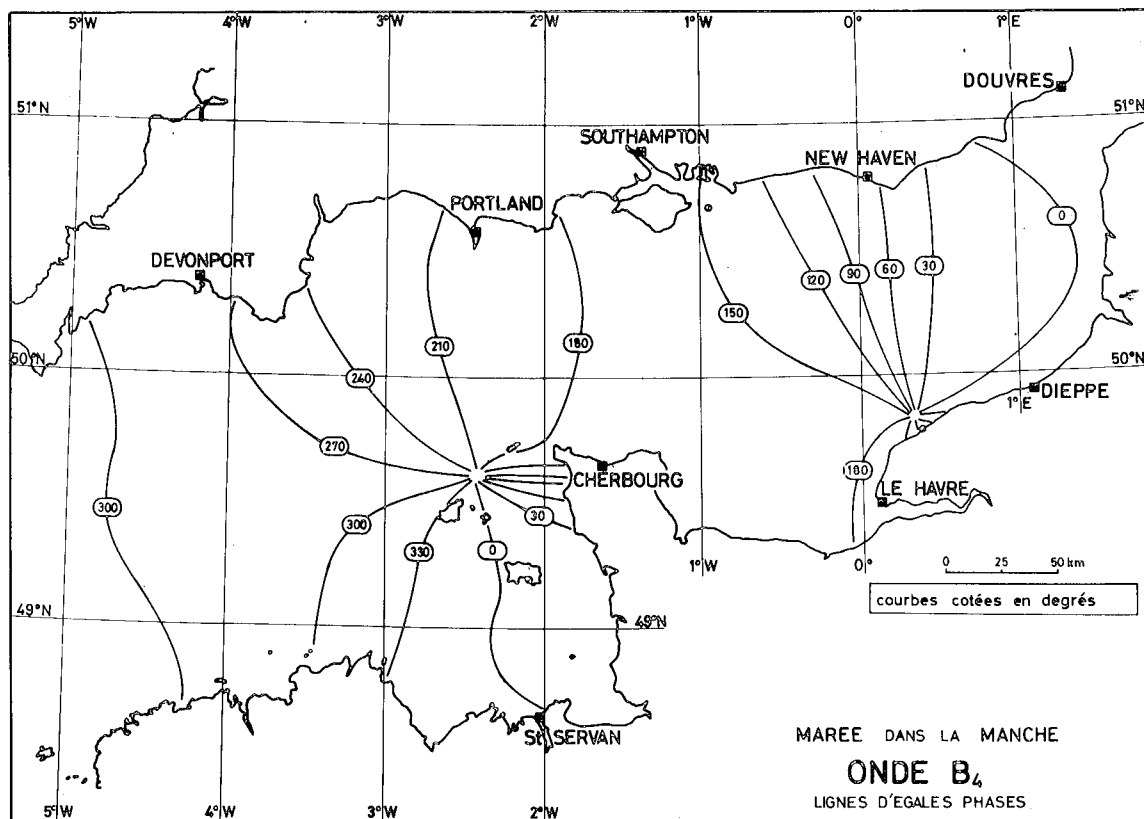 5°W 4°W 3°W 2°W 0° 1°E
DOUVRES
51°N 51°N
SOUTHAMPTON
NEW HAVEN
PORTLAND
0
DEVONPORT
120 90 60 30
150
210 180
50°N 50°N
240
DIEPPE
1°E
270
180
CHERBOURG
LE HAVRE
300
300 30
330 0
1°W 0°
0 25 50 km
courbes cotées en degrés
49°N 49°N
St SERVAN
MAREE DANS LA MANCHE
ONDE B4
LIGNES D'EGALES PHASES
5°W 4°W 3°W 2°W